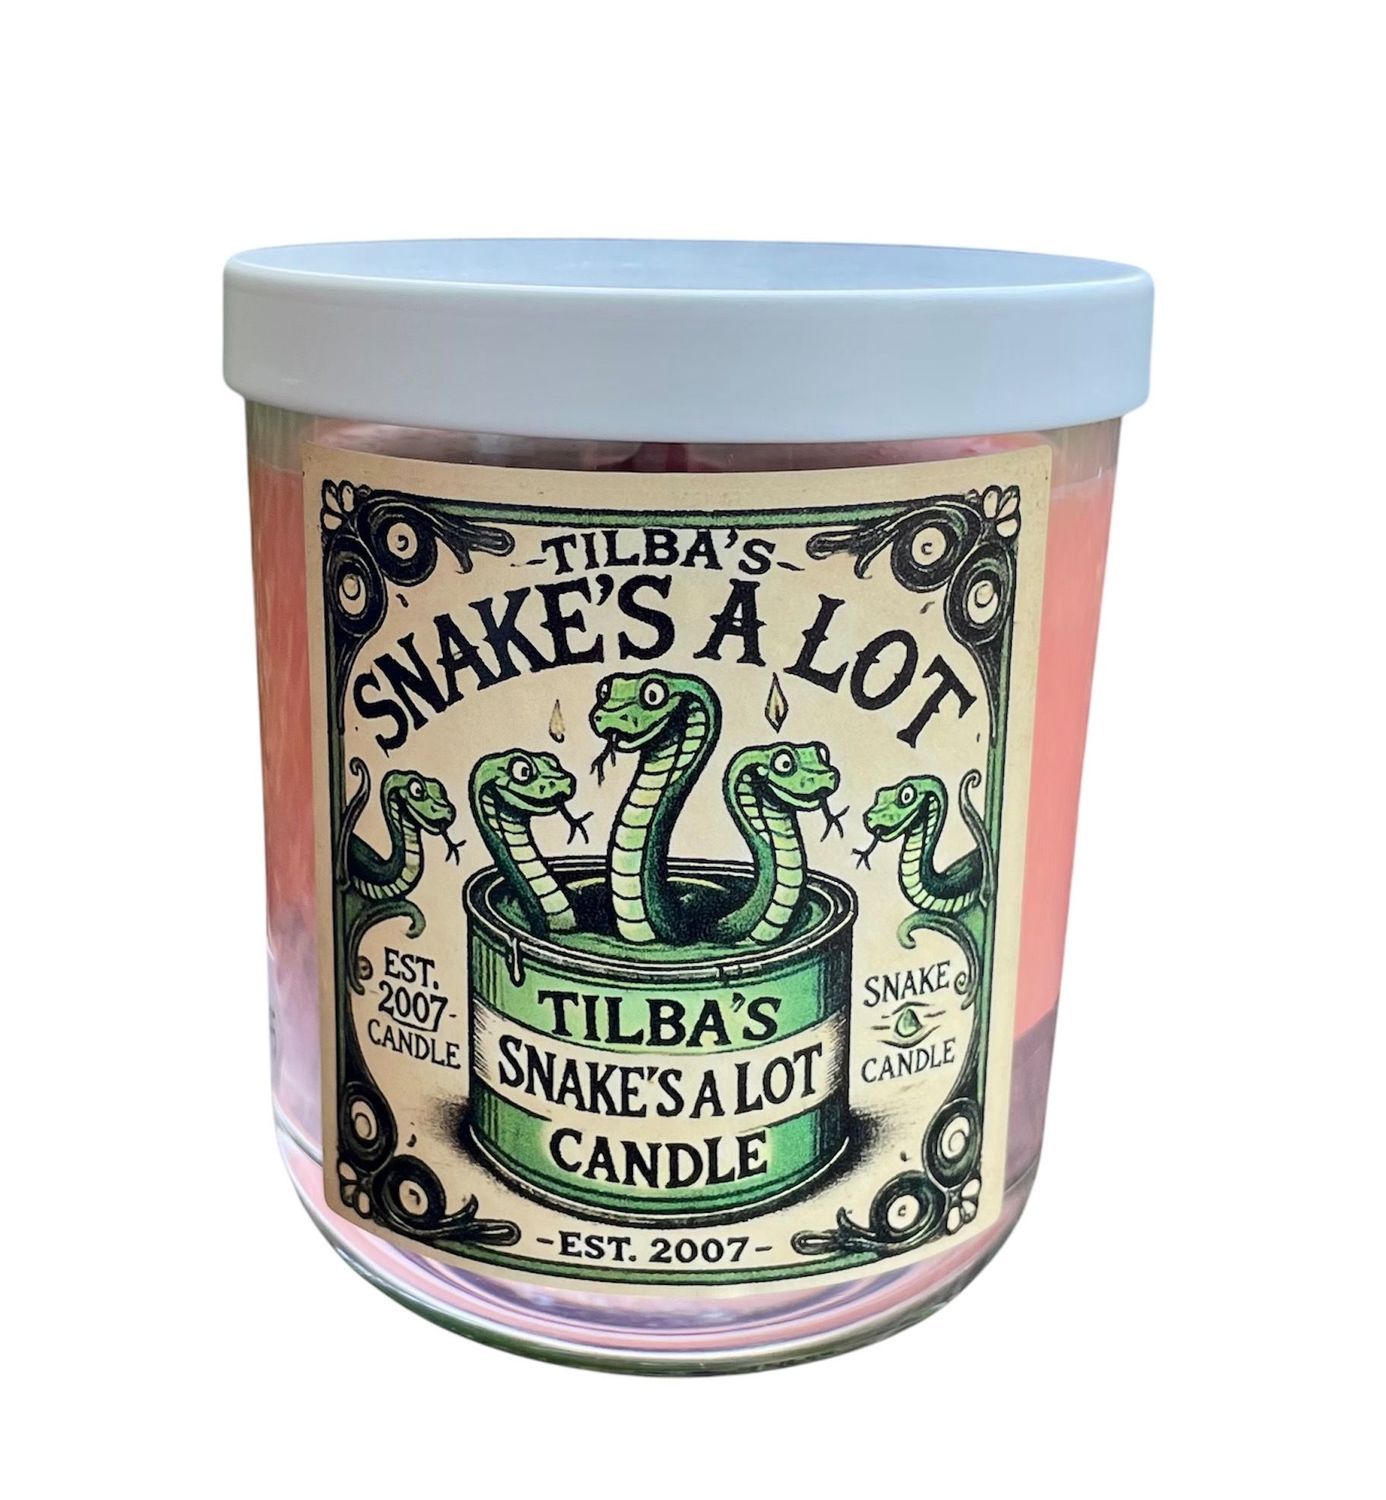 TILBA'S
SNAKE'S A LOT
EST.
2007
CANDLE
SNAKE
CANDLE
TILBA'S
SNAKE'S A LOT
CANDLE
-EST. 2007-